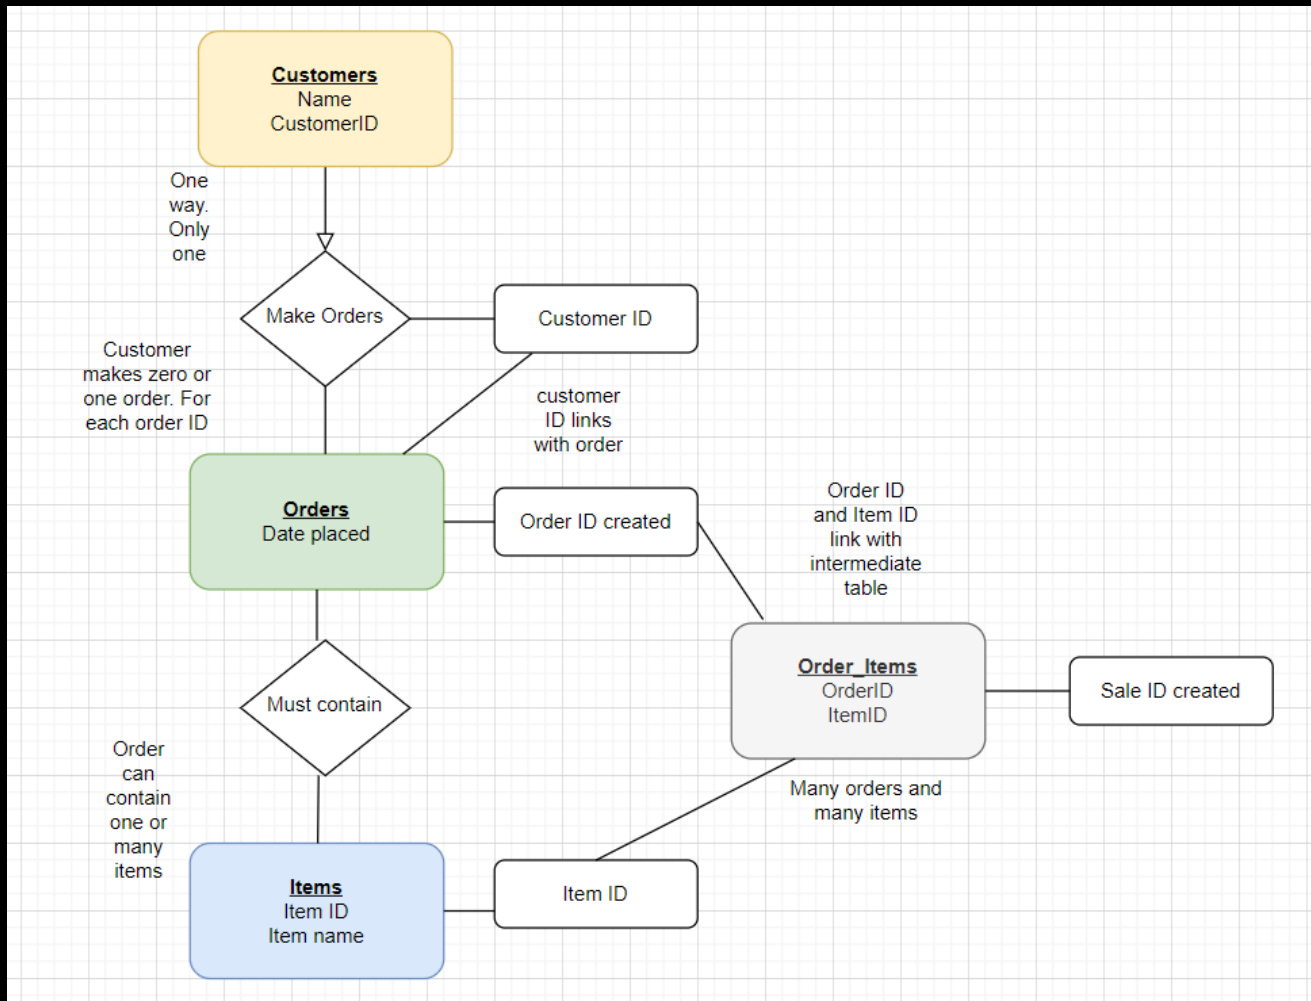 Customers
Name
CustomerID
One
way.
Only
one
Make Orders
Customer ID
Customer
makes zero or
one order. For
each order ID
customer
ID links
with order
Orders
Date placed
Order ID created
Order ID
and Item ID
link with
intermediate
table
Must contain
Order_Items
OrderID
ItemID
Sale ID created
Order
can
contain
one or
many
items
Many orders and
many items
Items
Item ID
Item name
Item ID